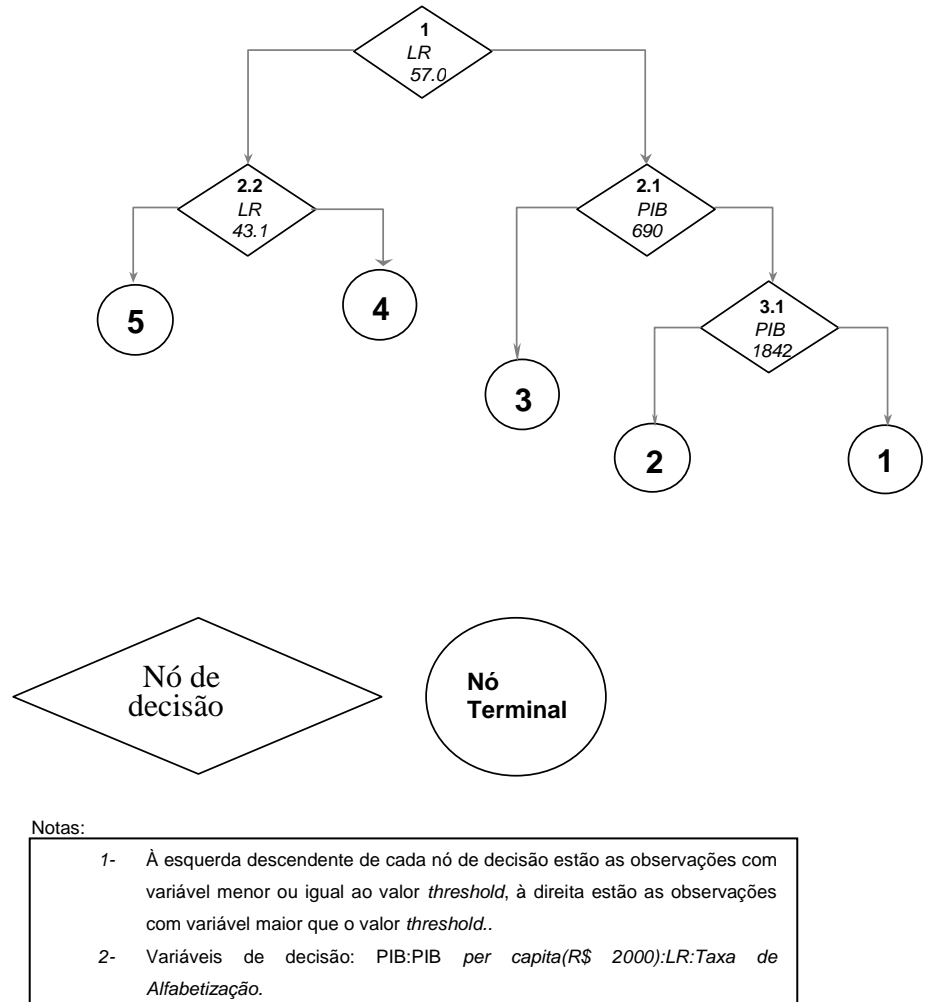 1
LR
57.0
2.2
LR
43.1
2.1
PIB
690
5
4
3.1
PIB
1842
3
2
1
Nó de
decisão
Nó
Terminal
Notas:
1- À esquerda descendente de cada nó de decisão estão as observações com
variável menor ou igual ao valor threshold, à direita estão as observações
com variável maior que o valor threshold..
2- Variáveis de decisão: PIB:PIB per capita(R$ 2000):LR:Taxa de
Alfabetização.